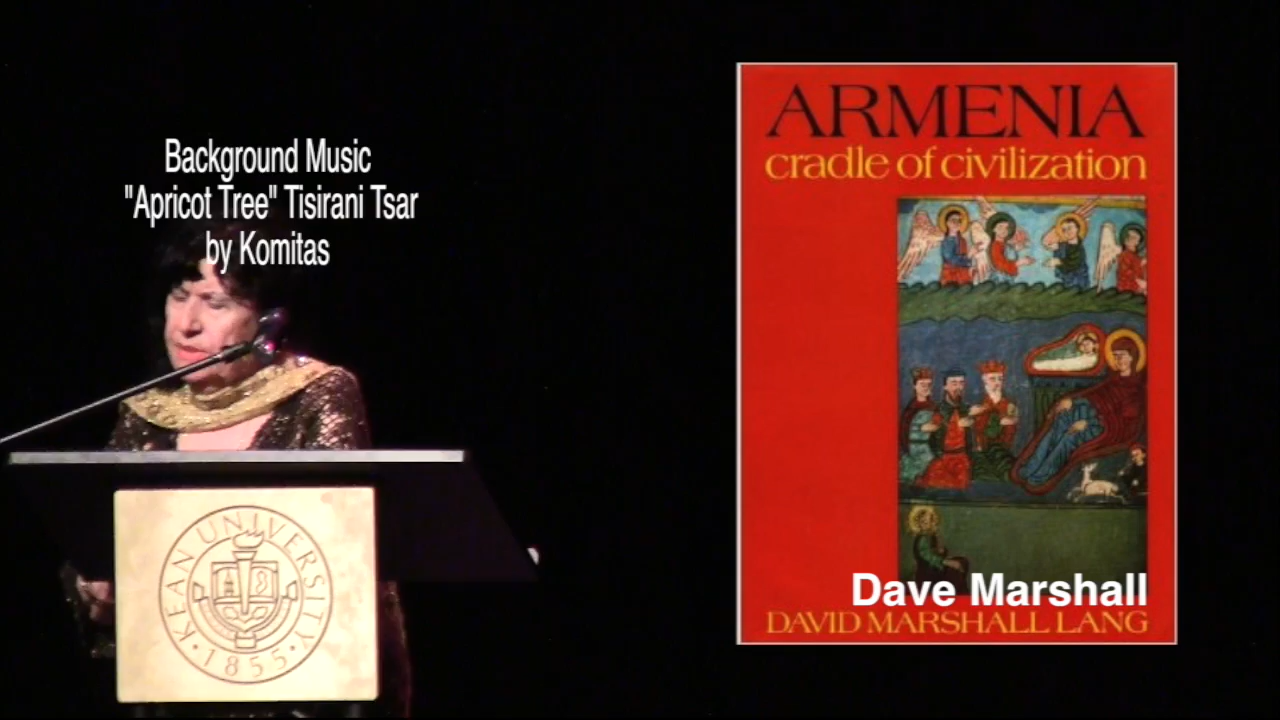 Background Music
"Apricot Tree" Tisirani Tsar
by Komitas
KEAN UNIVERSITY
·1855·
ARMENIA
cradle of civilization
Dave Marshall
DAVID MARSHALL LANG